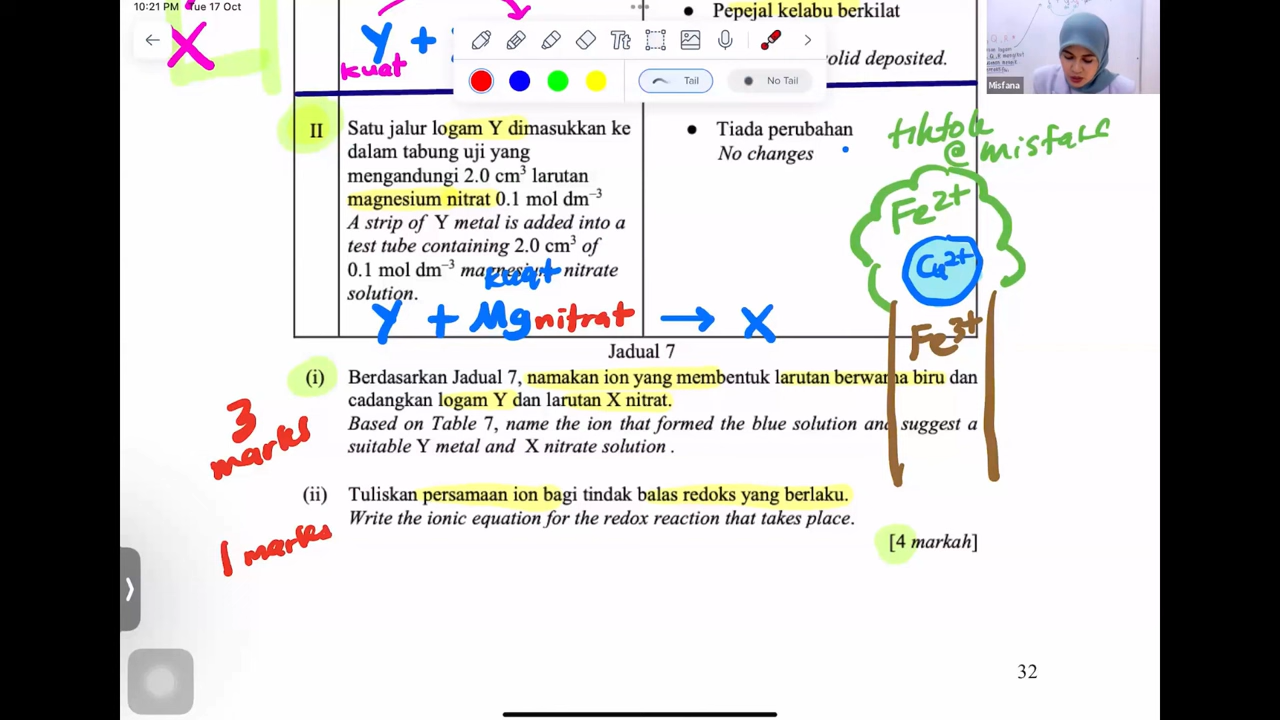 10:21 PM Tue 17 Oct
X
Y +
kuat
Tt
Tail
No Tail
• Pepejal kelabu berkilat
olid deposited.
Misfana
II
Satu jalur logam Y dimasukkan ke
dalam tabung uji yang
mengandungi 2.0 cm³ larutan
magnesium nitrat 0.1 mol dm⁻³
A strip of Y metal is added into a
test tube containing 2.0 cm³ of
0.1 mol dm⁻³ magnesium nitrate
solution.
kuat
Y + Mg nitrat → X
• Tiada perubahan
No changes
tiktok
@misfana
Fe²⁺
Cu²⁺
Fe³⁺
Jadual 7
(i) Berdasarkan Jadual 7, namakan ion yang membentuk larutan berwarna biru dan
cadangkan logam Y dan larutan X nitrat.
Based on Table 7, name the ion that formed the blue solution and suggest a
suitable Y metal and X nitrate solution .
3
marks
(ii) Tuliskan persamaan ion bagi tindak balas redoks yang berlaku.
Write the ionic equation for the redox reaction that takes place.
1 marks
[4 markah]
32